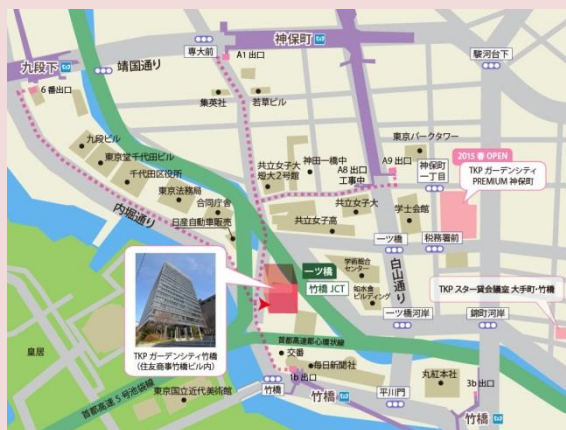 神保町
専大前
駿河台下
九段下
靖国通り
A1 出口
6 番出口
集英社
若草ビル
東京パークタワー
九段ビル
2015 春 OPEN
TKP ガーデンシティ
PREMIUM 神保町
東京堂千代田ビル
共立女子大
短大2号館
神田一橋中
A8 出口
工事中
A9 出口
神保町
一丁目
千代田区役所
東京法務局
合同庁舎
日産自動車販売
共立女子大
学士会館
内堀通り
共立女子高
一ツ橋
税務署前
一ツ橋
竹橋 JCT
学術総合
センター
如水会
ビルディング
白山通り
TKP スター貸会議室 大手町・竹橋
一ツ橋河岸
錦町河岸
首都高速都心環状線
TKP ガーデンシティ竹橋
(住友商事竹橋ビル内)
皇居
交番
毎日新聞社
丸紅本社
1b 出口
竹橋
3b 出口
首都高速5号池袋線
東京国立近代美術館
竹橋
平川門
竹橋